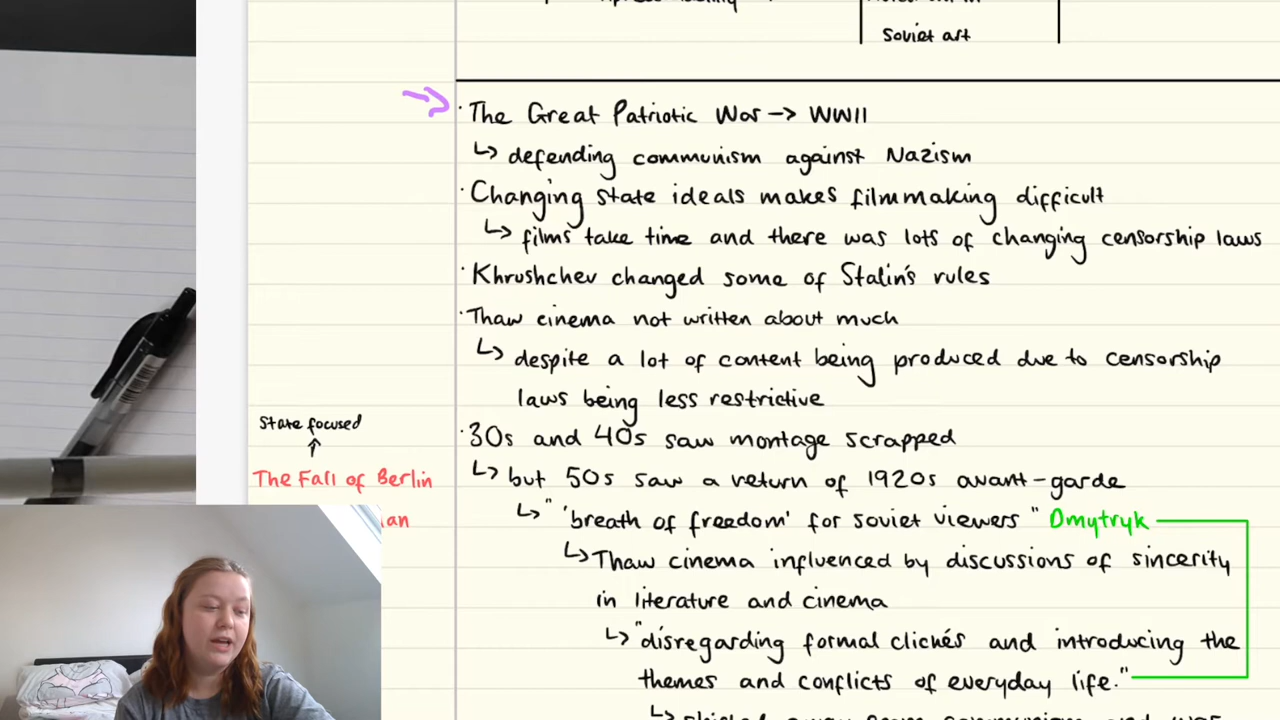 Soviet art
· The Great Patriotic War → WWII
↳ defending communism against Nazism
· Changing state ideals makes filmmaking difficult
↳ films take time and there was lots of changing censorship laws
· Khrushchev changed some of Stalin's rules
· Thaw cinema not written about much
↳ despite a lot of content being produced due to censorship
laws being less restrictive
State focused
↑
The Fall of Berlin
· 30s and 40s saw montage scrapped
↳ but 50s saw a return of 1920s avant-garde
↳ " 'breath of freedom' for soviet viewers " Dmytryk
↳ Thaw cinema influenced by discussions of sincerity
in literature and cinema
↳ "disregarding formal clichés and introducing the
themes and conflicts of everyday life."